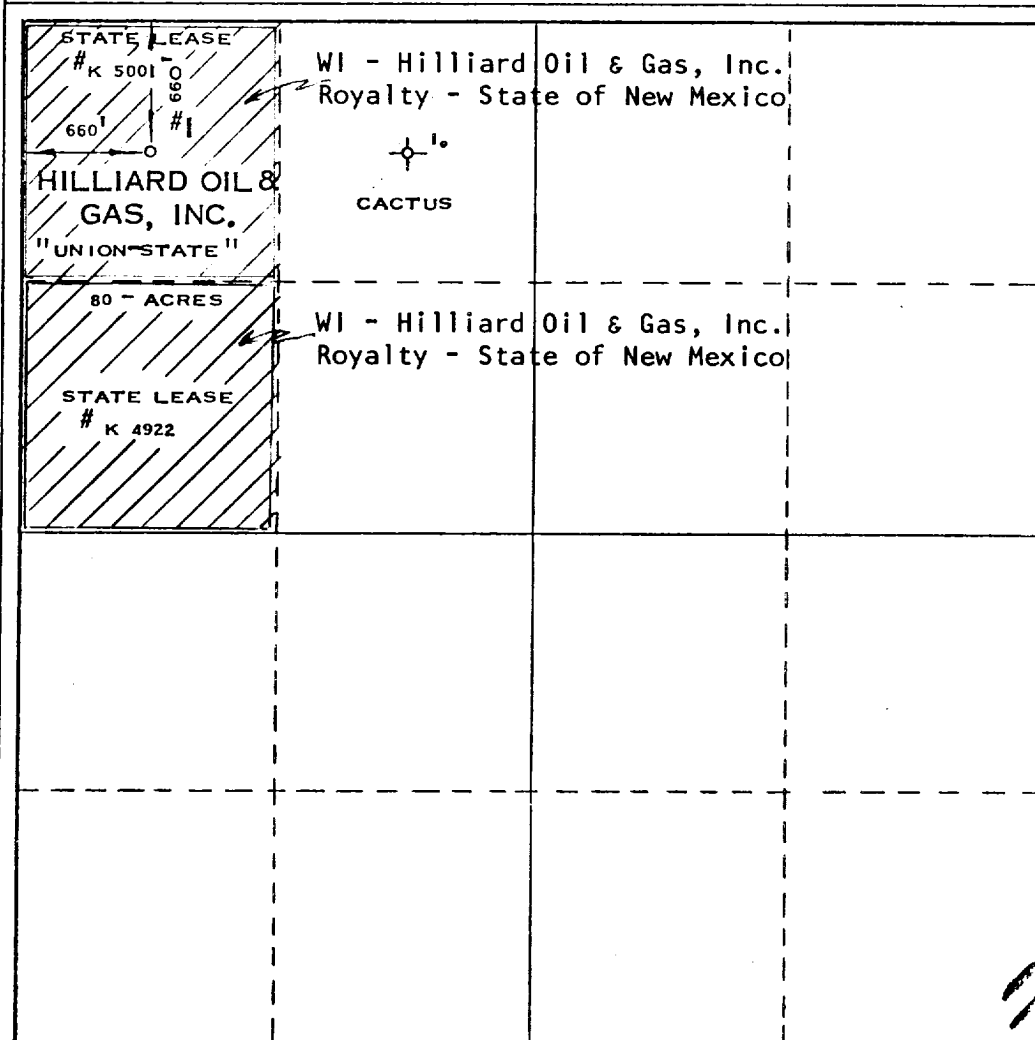 STATE LEASE
# K 5001
660'
#1
660'
HILLIARD OIL &
GAS, INC.
"UNION-STATE"
WI - Hilliard Oil & Gas, Inc.
Royalty - State of New Mexico
1.
CACTUS
80 - ACRES
STATE LEASE
# K 4922
WI - Hilliard Oil & Gas, Inc.
Royalty - State of New Mexico